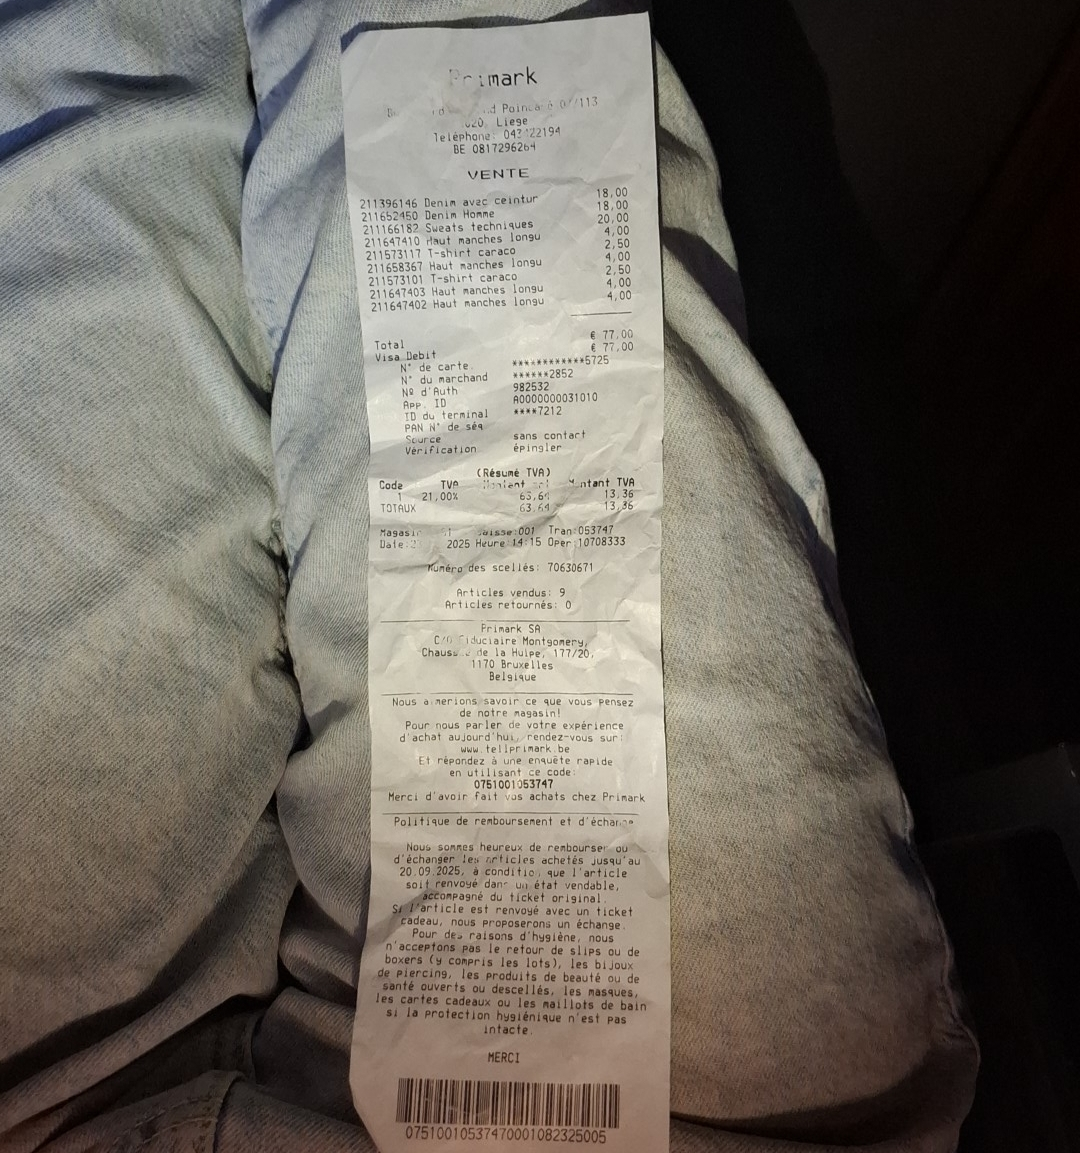 Primark
Liege
Teléphone:
BE 0817296264
VENTE
211396146 Denim avec ceintur 18,00
211652450 Denim Homme 18,00
211166182 Sweats techniques 20,00
211647410 Haut manches longu 4,00
211573117 T-shirt caraco 2,50
211658367 Haut manches longu 4,00
211573101 T-shirt caraco 2,50
211647403 Haut manches longu 4,00
211647402 Haut manches longu 4,00
Total € 77,00
Visa Debit € 77,00
N° de carte ************5725
N° du marchand ******2852
Nº d'Auth 982532
App. ID A0000000031010
ID du terminal ****7212
PAN N° de séq
Source sans contact
Vérification épingler
(Résumé TVA)
Code TVA TVA
1 21,00% 63,64 13,36
TOTAUX 63,64 13,36
Tran:053747
2025 Heure:14:15 Oper:10708333
Numéro des scellés: 70630671
Articles vendus: 9
Articles retournés: 0
Primark SA
Fiduciaire Montgomery,
de la Hulpe, 177/20,
1170 Bruxelles
Belgique
Nous aimerions savoir ce que vous pensez
de notre magasin!
Pour nous parler de votre expérience
d'achat aujourd'hui, rendez-vous sur:
www.tellprimark.be
Et répondez à une enquête rapide
en utilisant ce code:
0751001053747
Merci d'avoir fait vos achats chez Primark
Politique de remboursement et d'échange
Nous sommes heureux de rembourser ou
d'échanger les articles achetés jusqu'au
20.09.2025, à condition que l'article
soit renvoyé dans un état vendable,
accompagné du ticket original.
Si l'article est renvoyé avec un ticket
cadeau, nous proposerons un échange.
Pour des raisons d'hygiène, nous
n'acceptons pas le retour de slips ou de
boxers (y compris les lots), les bijoux
de piercing, les produits de beauté ou de
santé ouverts ou descellés, les masques,
les cartes cadeaux ou les maillots de bain
si la protection hygiénique n'est pas
intacte.
MERCI
07510010537470001082325005